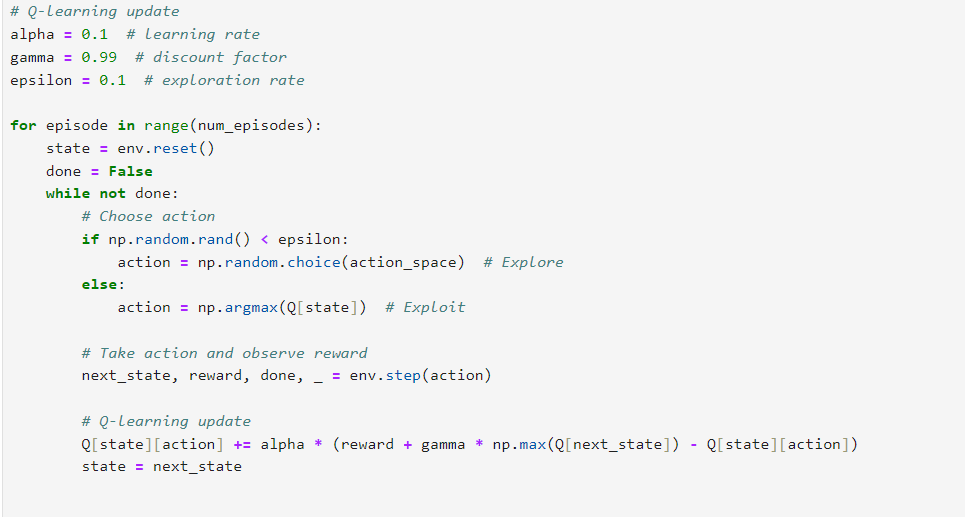 # Q-learning update
alpha = 0.1  # learning rate
gamma = 0.99  # discount factor
epsilon = 0.1  # exploration rate

for episode in range(num_episodes):
    state = env.reset()
    done = False
    while not done:
        # Choose action
        if np.random.rand() < epsilon:
            action = np.random.choice(action_space)  # Explore
        else:
            action = np.argmax(Q[state])  # Exploit

        # Take action and observe reward
        next_state, reward, done, _ = env.step(action)

        # Q-learning update
        Q[state][action] += alpha * (reward + gamma * np.max(Q[next_state]) - Q[state][action])
        state = next_state